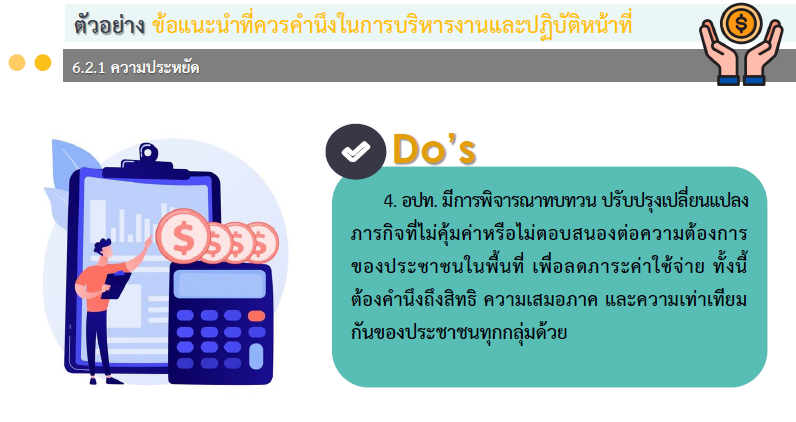 ตัวอย่าง ข้อแนะนำที่ควรคำนึงในการบริหารงานและปฏิบัติหน้าที่
6.2.1 ความประหยัด
Do's
4. อปท. มีการพิจารณาทบทวน ปรับปรุงเปลี่ยนแปลง
ภารกิจที่ไม่คุ้มค่าหรือไม่ตอบสนองต่อความต้องการ
ของประชาชนในพื้นที่ เพื่อลดภาระค่าใช้จ่าย ทั้งนี้
ต้องคำนึงถึงสิทธิ ความเสมอภาค และความเท่าเทียม
กันของประชาชนทุกกลุ่มด้วย